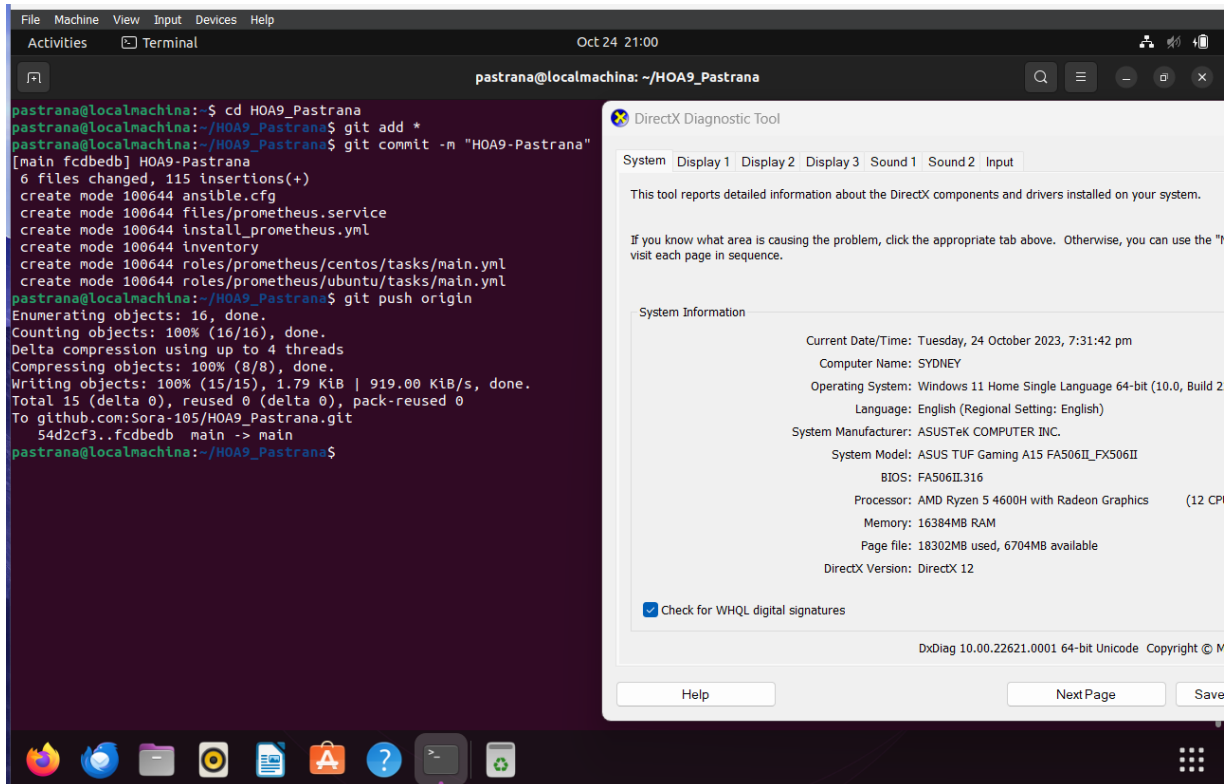 File Machine View Input Devices Help
Activities Terminal Oct 24 21:00
pastrana@localmachina: ~/HOA9_Pastrana
pastrana@localmachina:~$ cd HOA9_Pastrana
pastrana@localmachina:~/HOA9_Pastrana$ git add *
pastrana@localmachina:~/HOA9_Pastrana$ git commit -m "HOA9-Pastrana"
[main fcdbedb] HOA9-Pastrana
6 files changed, 115 insertions(+)
create mode 100644 ansible.cfg
create mode 100644 files/prometheus.service
create mode 100644 install_prometheus.yml
create mode 100644 inventory
create mode 100644 roles/prometheus/centos/tasks/main.yml
create mode 100644 roles/prometheus/ubuntu/tasks/main.yml
pastrana@localmachina:~/HOA9_Pastrana$ git push origin
Enumerating objects: 16, done.
Counting objects: 100% (16/16), done.
Delta compression using up to 4 threads
Compressing objects: 100% (8/8), done.
Writing objects: 100% (15/15), 1.79 KiB | 919.00 KiB/s, done.
Total 15 (delta 0), reused 0 (delta 0), pack-reused 0
To github.com:Sora-105/HOA9_Pastrana.git
54d2cf3..fcdbedb main -> main
pastrana@localmachina:~/HOA9_Pastrana$
DirectX Diagnostic Tool
System Display 1 Display 2 Display 3 Sound 1 Sound 2 Input
This tool reports detailed information about the DirectX components and drivers installed on your system.
If you know what area is causing the problem, click the appropriate tab above. Otherwise, you can use the
visit each page in sequence.
System Information
Current Date/Time: Tuesday, 24 October 2023, 7:31:42 pm
Computer Name: SYDNEY
Operating System: Windows 11 Home Single Language 64-bit (10.0, Build
Language: English (Regional Setting: English)
System Manufacturer: ASUSTeK COMPUTER INC.
System Model: ASUS TUF Gaming A15 FA506II_FX506II
BIOS: FA506II.316
Processor: AMD Ryzen 5 4600H with Radeon Graphics (12
Memory: 16384MB RAM
Page file: 18302MB used, 6704MB available
DirectX Version: DirectX 12
Check for WHQL digital signatures
DxDiag 10.00.22621.0001 64-bit Unicode Copyright ©
Help Next Page Save